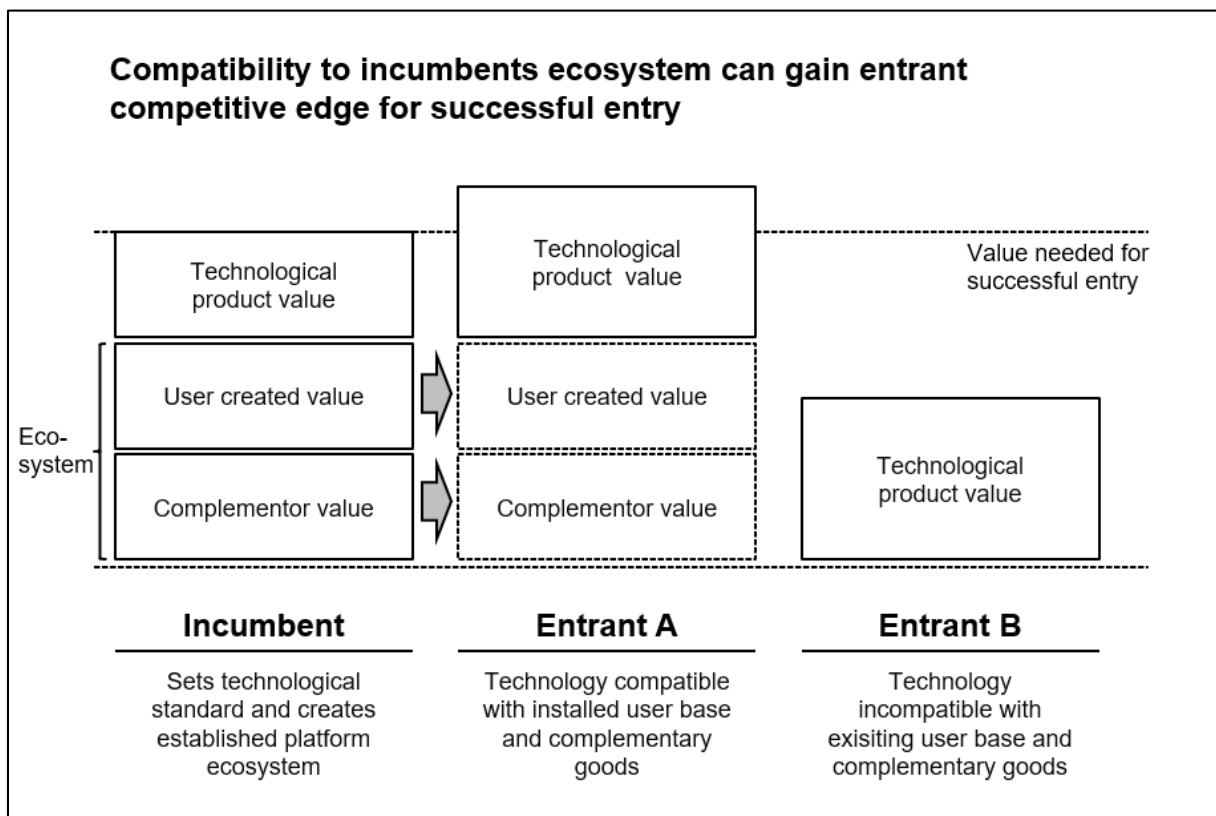 Compatibility to incumbents ecosystem can gain entrant
competitive edge for successful entry
Technological
product value
Technological
product value
Value needed for
successful entry
Eco-
system
User created value
User created value
Complementor value
Complementor value
Technological
product value
Incumbent
Sets technological
standard and creates
established platform
ecosystem
Entrant A
Technology compatible
with installed user base
and complementary
goods
Entrant B
Technology
incompatible with
exisiting user base and
complementary goods